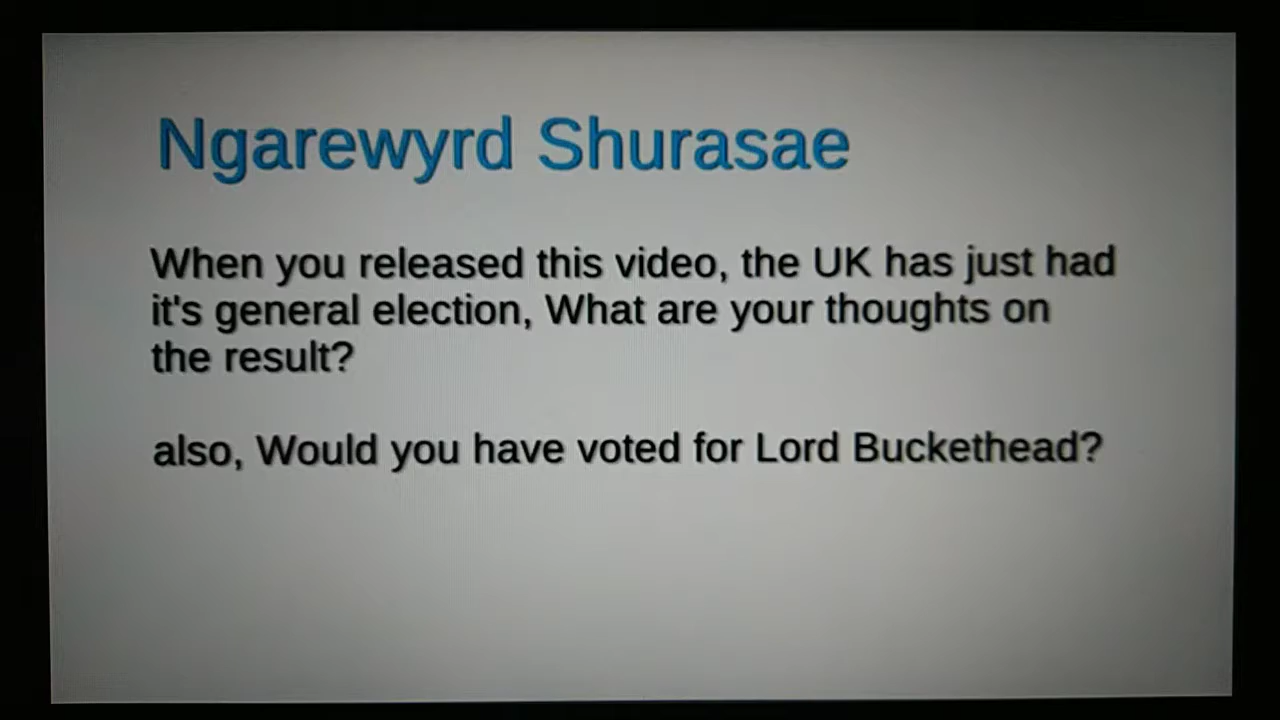 Ngarewyrd Shurasae
When you released this video, the UK has just had
it's general election, What are your thoughts on
the result?
also, Would you have voted for Lord Buckethead?